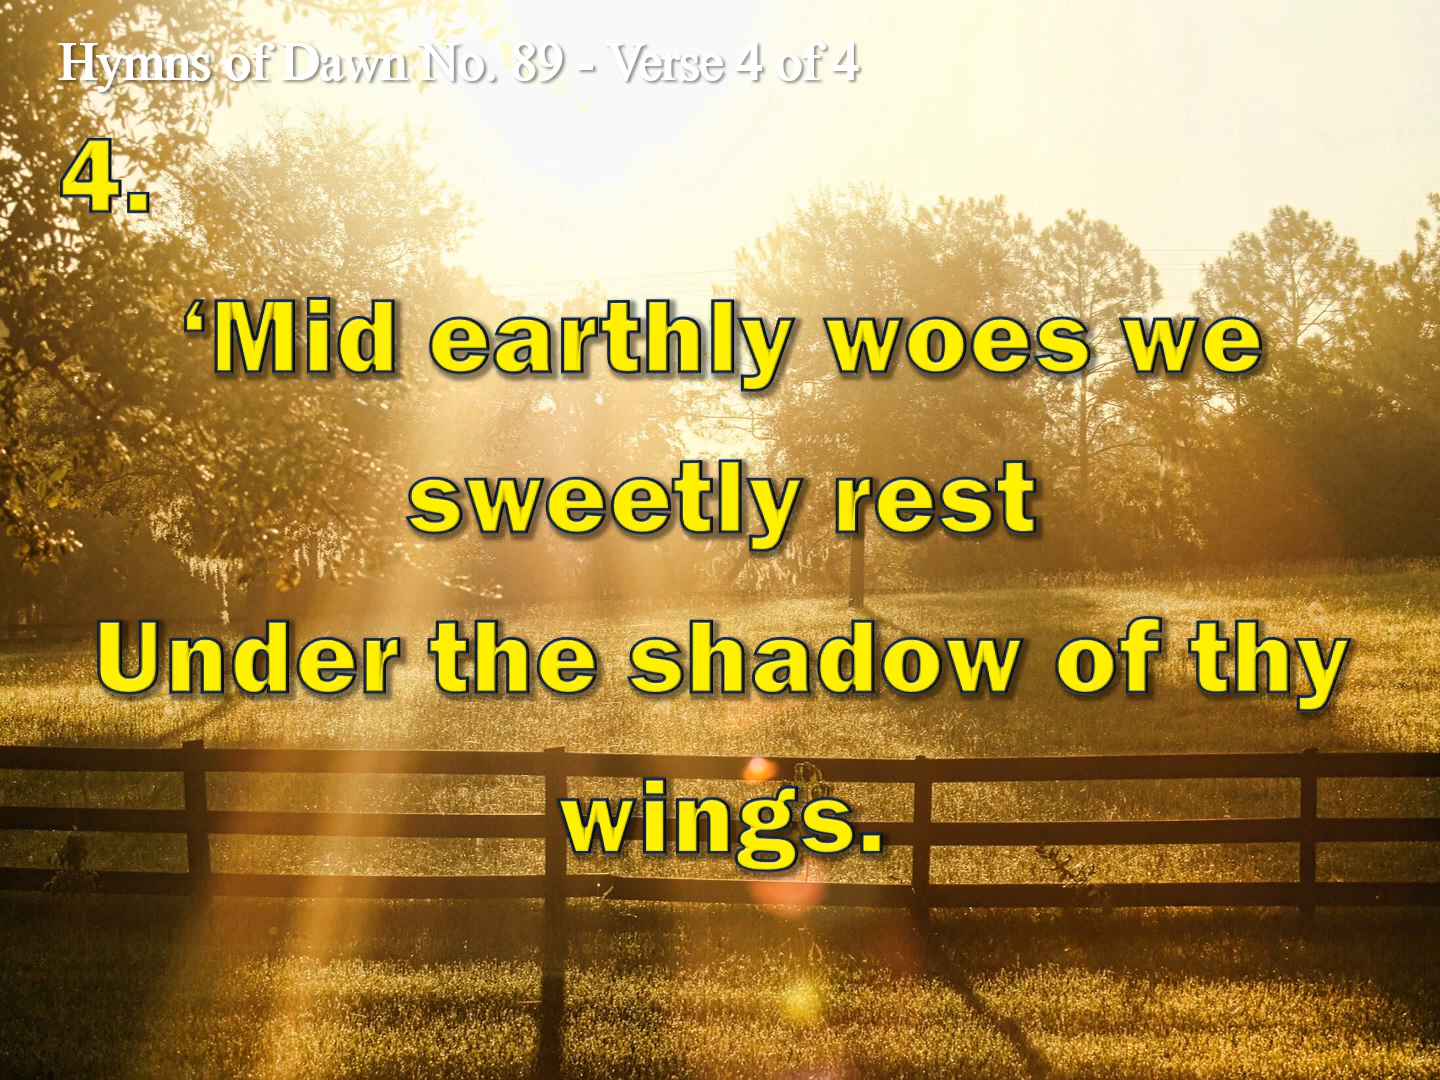 Hymns of Dawn No. 89 - Verse 4 of 4
4.
‘Mid earthly woes we
sweetly rest
Under the shadow of thy
wings.